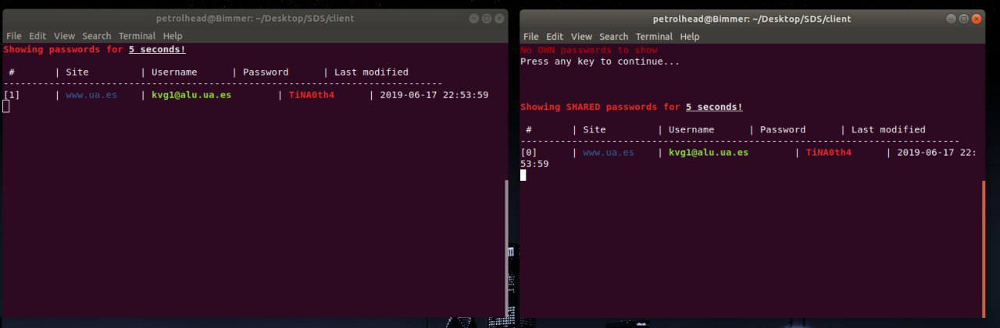 petrolhead@Bimmer: ~/Desktop/SDS/client
File Edit View Search Terminal Help
Showing passwords for 5 seconds!
# | Site | Username | Password | Last modified
------------------------------------------------------------------------------
[1] | www.ua.es | kvg1@alu.ua.es | TiNA0th4 | 2019-06-17 22:53:59
petrolhead@Bimmer: ~/Desktop/SDS/client
File Edit View Search Terminal Help
No OWN passwords to show
Press any key to continue...
Showing SHARED passwords for 5 seconds!
# | Site | Username | Password | Last modified
------------------------------------------------------------------------------
[0] | www.ua.es | kvg1@alu.ua.es | TiNA0th4 | 2019-06-17 22:
53:59